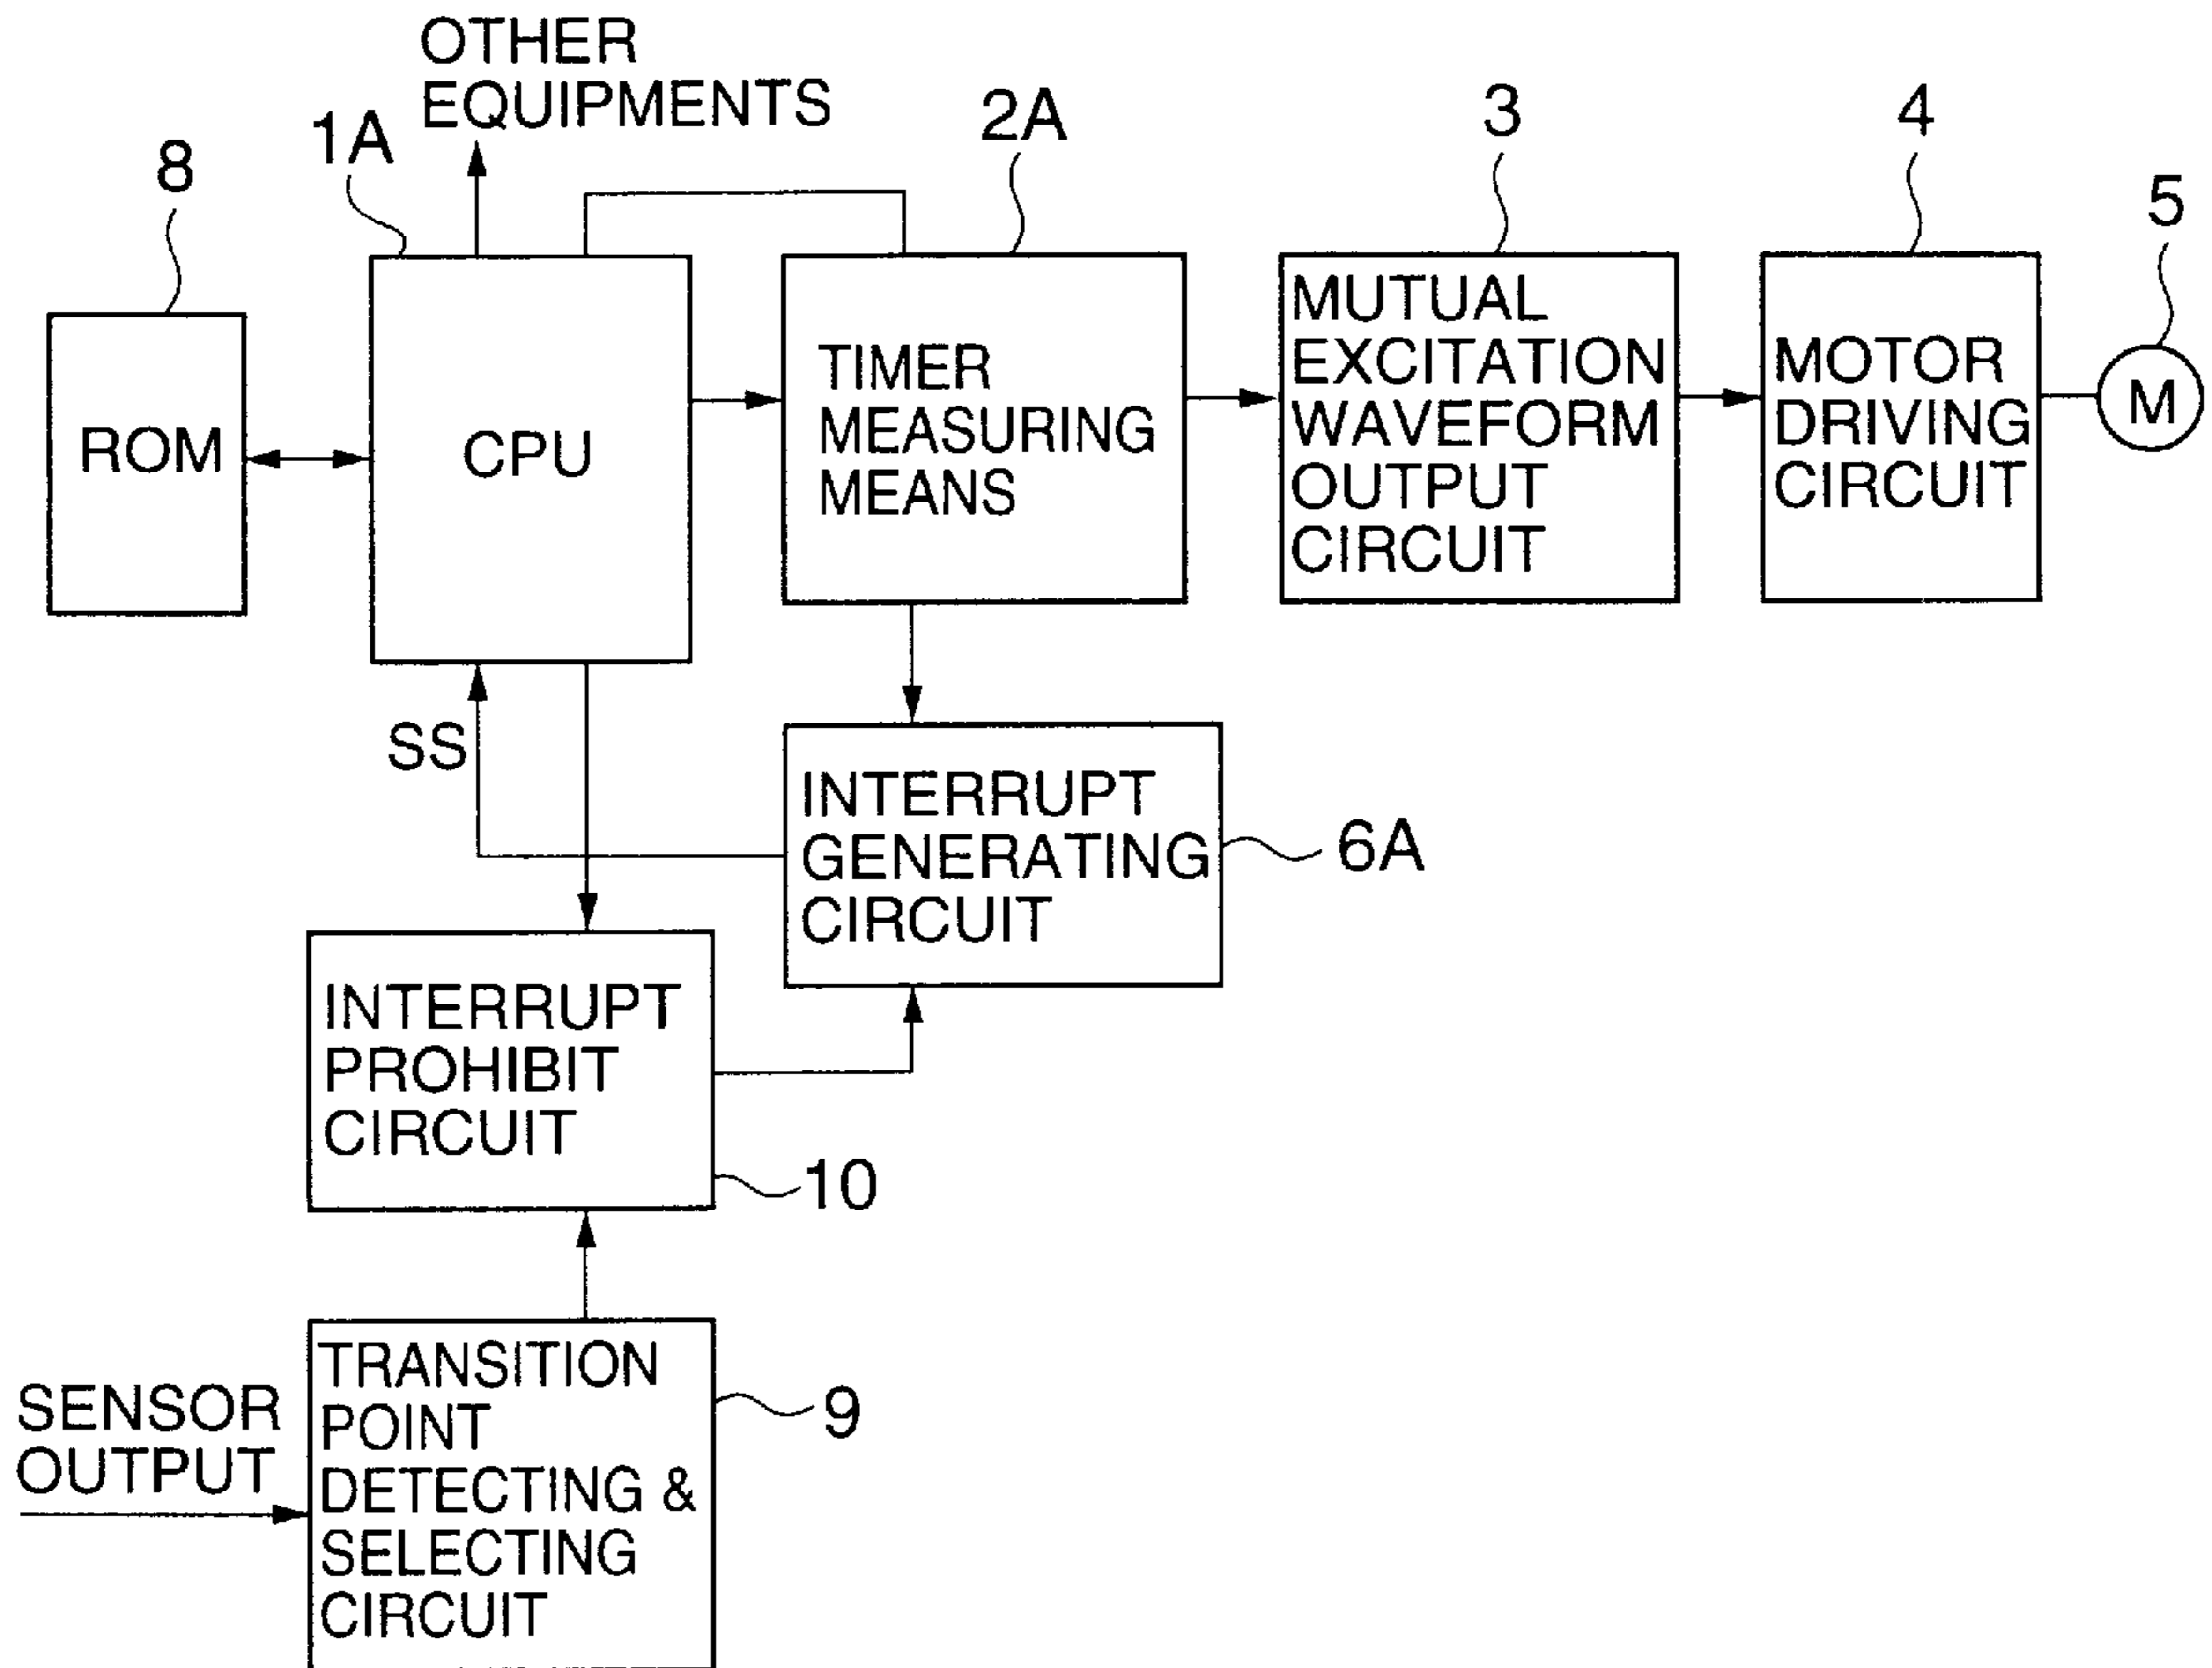 OTHER
EQUIPMENTS
8
1A
2A
3
4
5
ROM
CPU
TIMER
MEASURING
MEANS
MUTUAL
EXCITATION
WAVEFORM
OUTPUT
CIRCUIT
MOTOR
DRIVING
CIRCUIT
M
SS
INTERRUPT
GENERATING
CIRCUIT
6A
INTERRUPT
PROHIBIT
CIRCUIT
10
SENSOR
OUTPUT
TRANSITION
POINT
DETECTING &
SELECTING
CIRCUIT
9